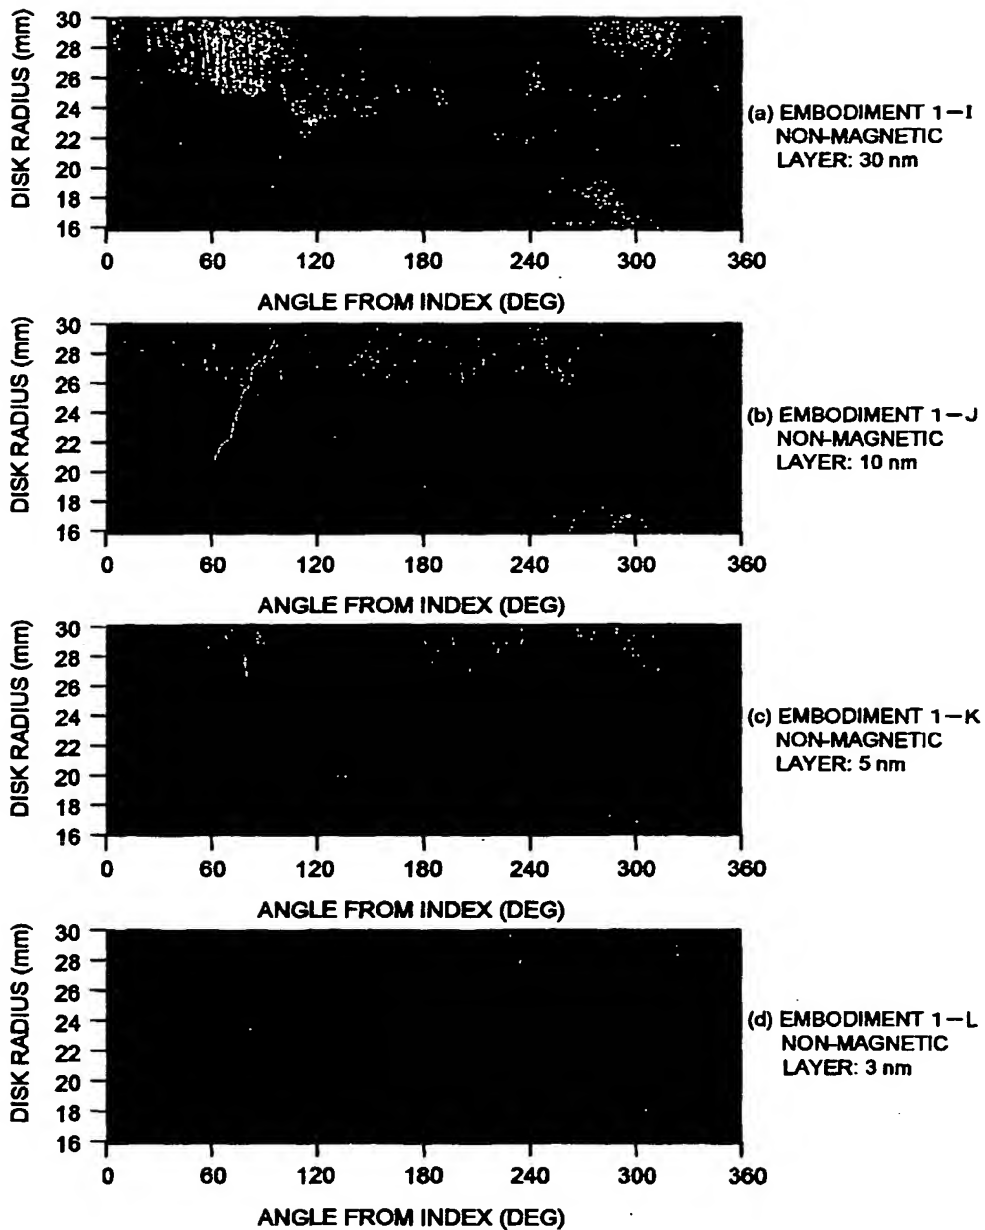 DISK RADIUS (mm)
30
28
26
24
22
20
18
16
0 60 120 180 240 300 360
ANGLE FROM INDEX (DEG)
(a) EMBODIMENT 1-I
NON-MAGNETIC
LAYER: 30 nm
DISK RADIUS (mm)
30
28
26
24
22
20
18
16
0 60 120 180 240 300 360
ANGLE FROM INDEX (DEG)
(b) EMBODIMENT 1-J
NON-MAGNETIC
LAYER: 10 nm
DISK RADIUS (mm)
30
28
26
24
22
20
18
16
0 60 120 180 240 300 360
ANGLE FROM INDEX (DEG)
(c) EMBODIMENT 1-K
NON-MAGNETIC
LAYER: 5 nm
DISK RADIUS (mm)
30
28
26
24
22
20
18
16
0 60 120 180 240 300 360
ANGLE FROM INDEX (DEG)
(d) EMBODIMENT 1-L
NON-MAGNETIC
LAYER: 3 nm